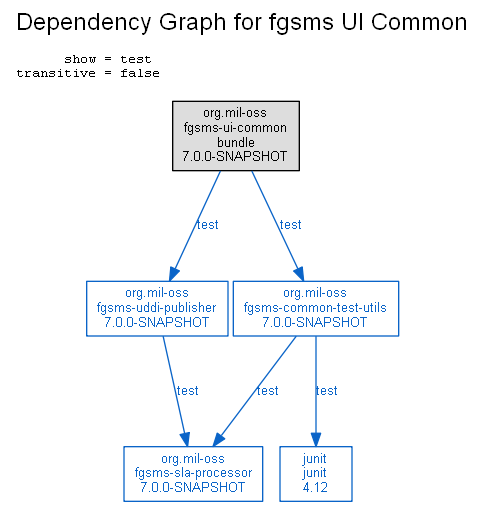 Dependency Graph for fgsms UI Common
show = test
transitive = false
org.mil-oss
fgsms-ui-common
bundle
7.0.0-SNAPSHOT
test
test
org.mil-oss
fgsms-uddi-publisher
7.0.0-SNAPSHOT
org.mil-oss
fgsms-common-test-utils
7.0.0-SNAPSHOT
test
test
test
org.mil-oss
fgsms-sla-processor
7.0.0-SNAPSHOT
junit
junit
4.12